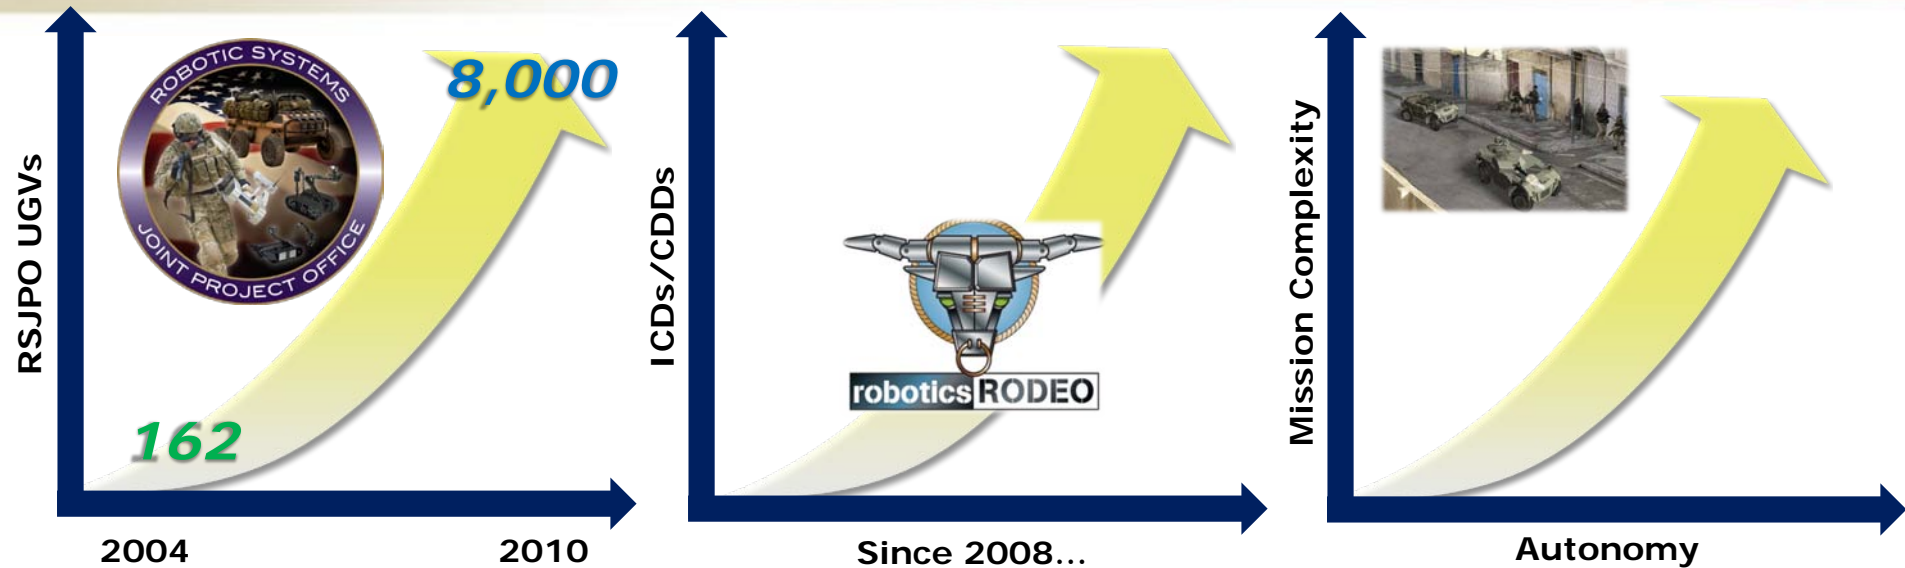 RSJPO UGVs
ROBOTIC SYSTEMS
JOINT PROJECT OFFICE
8,000
162
2004
2010
ICDs/CDDs
robotics RODEO
Since 2008...
Mission Complexity
Autonomy